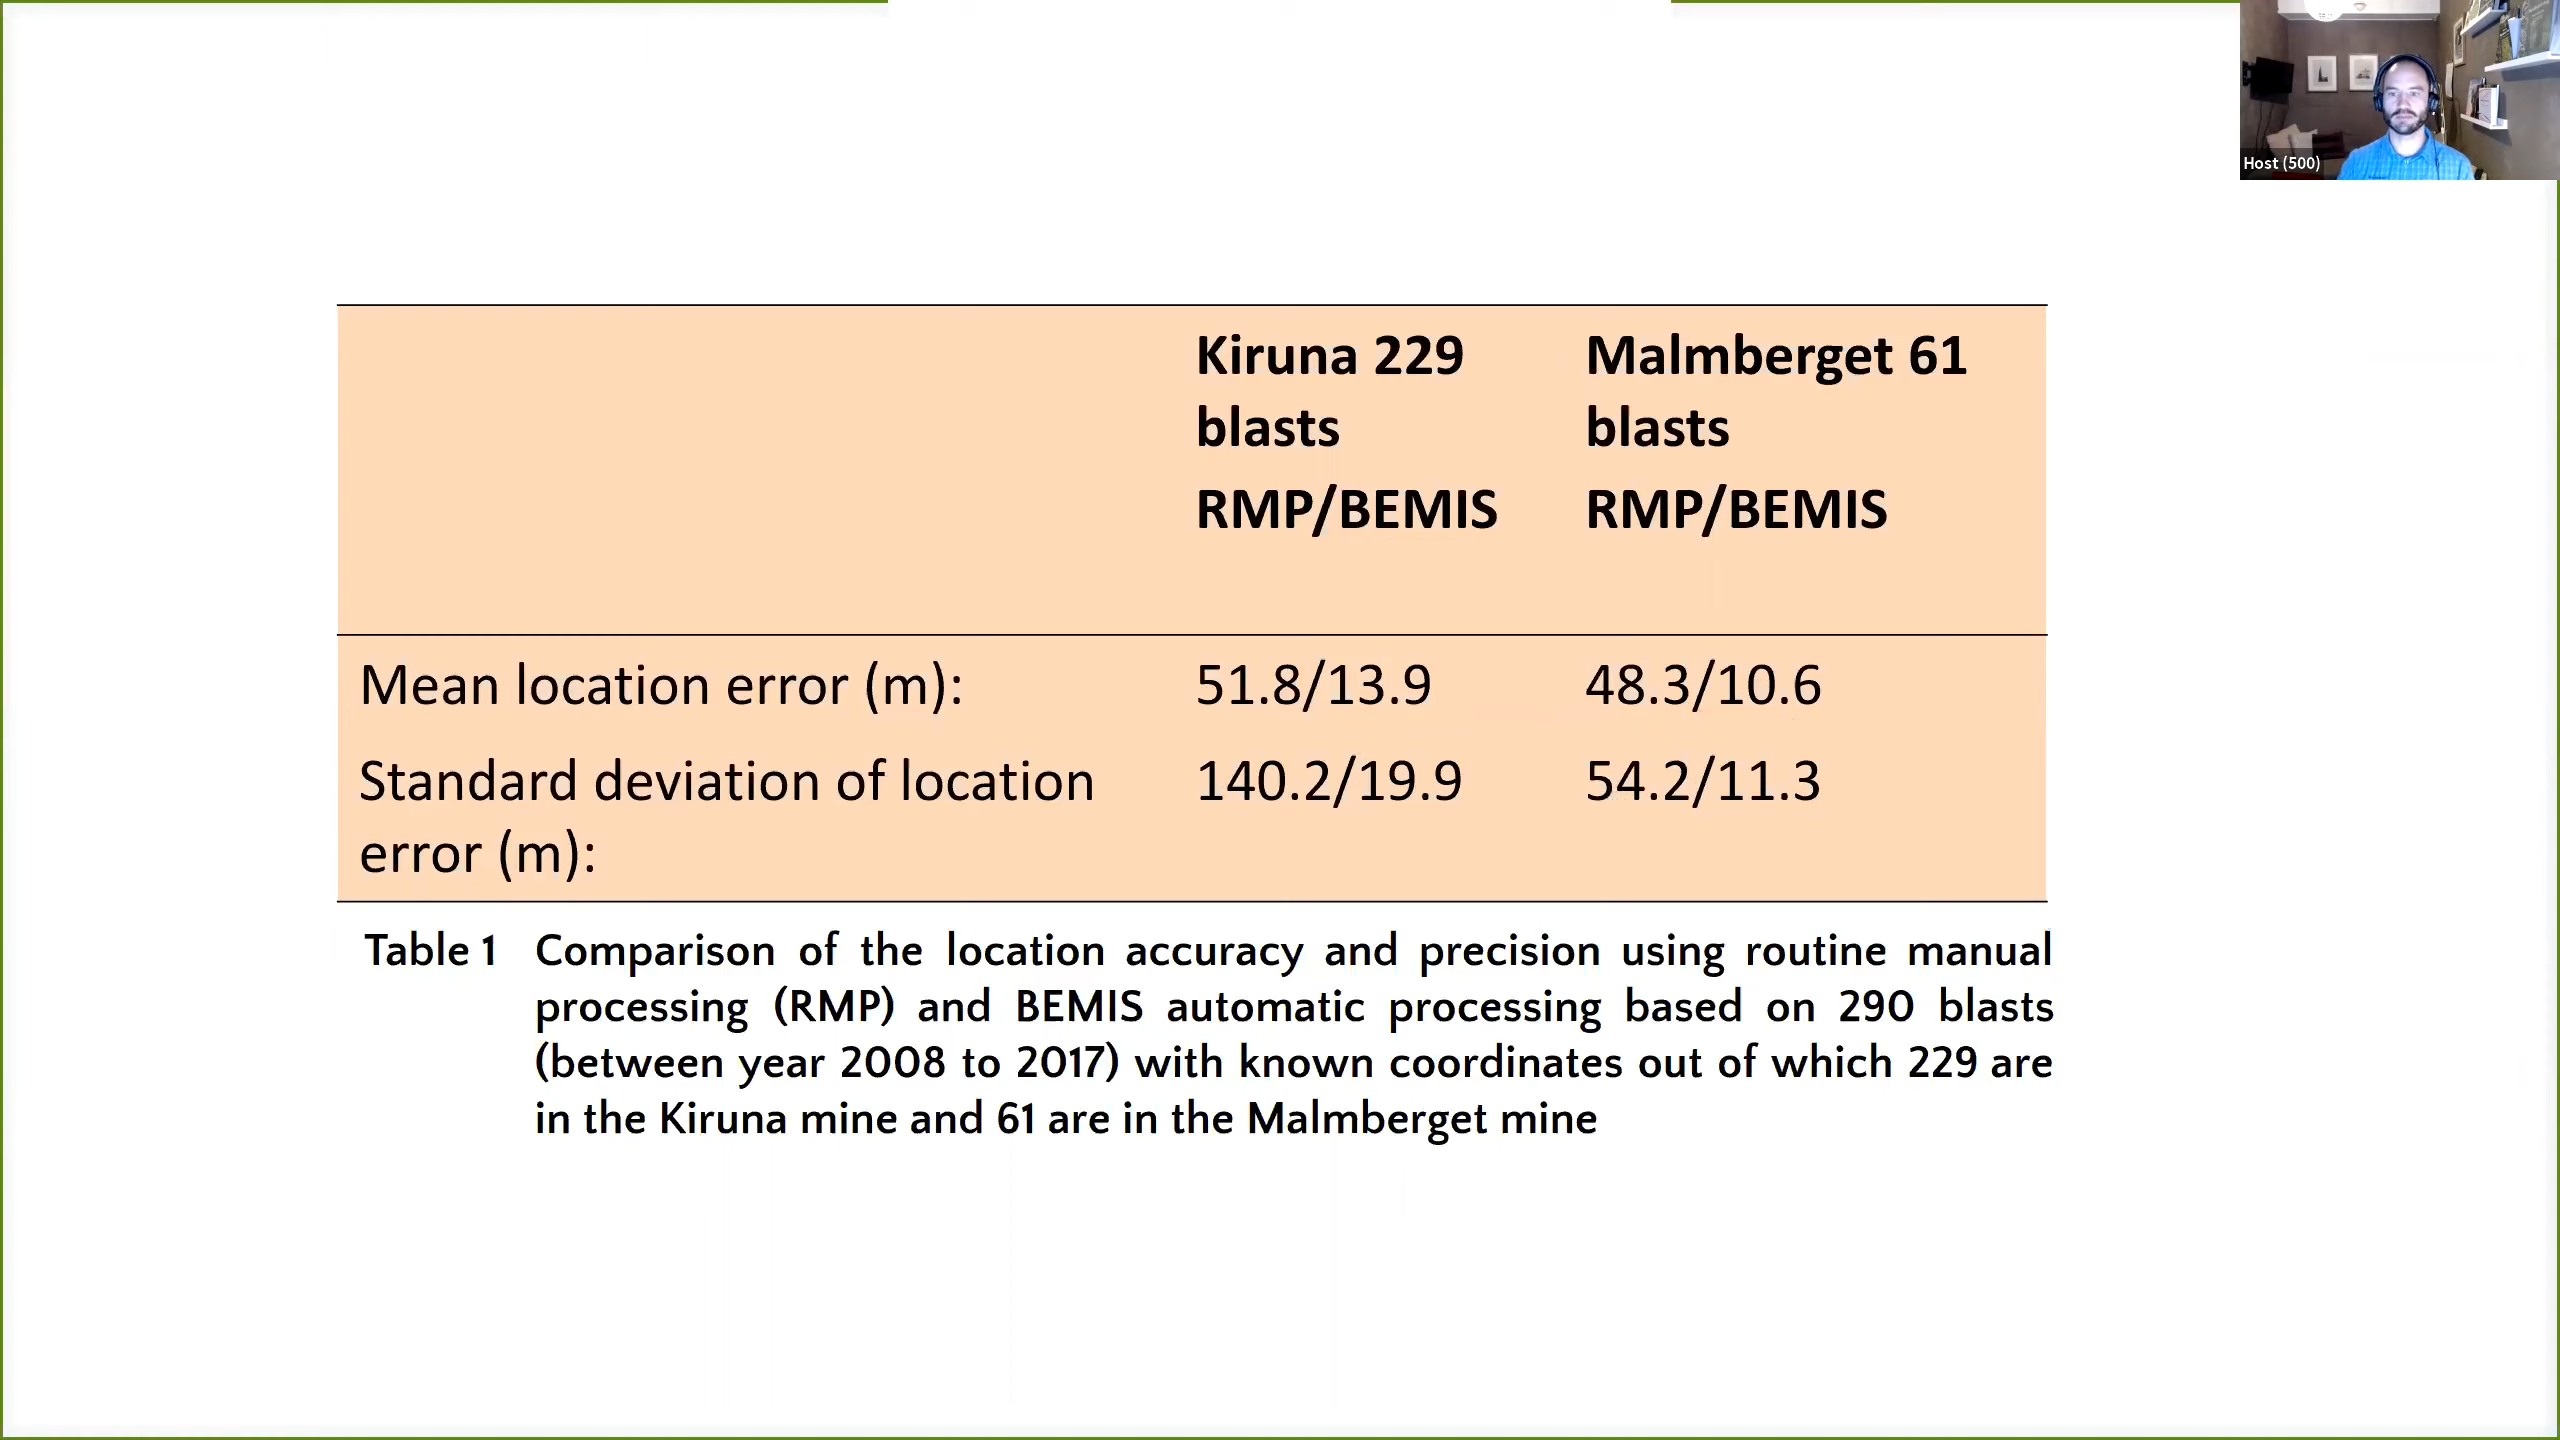 Host (500)
Kiruna 229
blasts
RMP/BEMIS
Malmberget 61
blasts
RMP/BEMIS
Mean location error (m):
51.8/13.9
48.3/10.6
Standard deviation of location
error (m):
140.2/19.9
54.2/11.3
Table 1 Comparison of the location accuracy and precision using routine manual
processing (RMP) and BEMIS automatic processing based on 290 blasts
(between year 2008 to 2017) with known coordinates out of which 229 are
in the Kiruna mine and 61 are in the Malmberget mine